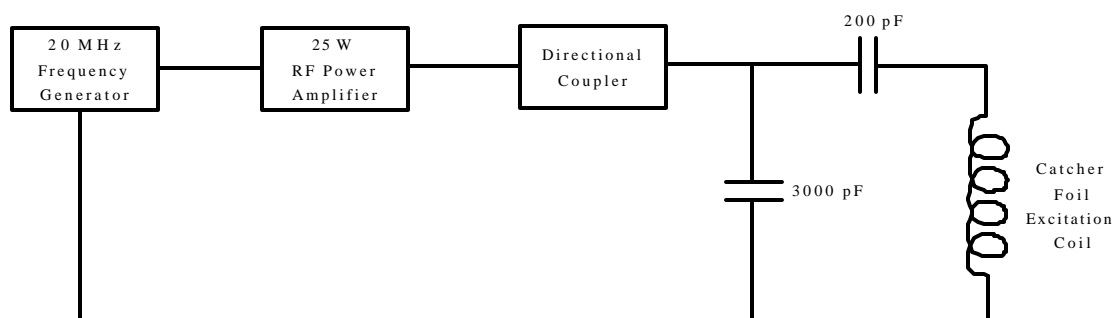 20 MHz
Frequency
Generator
25 W
RF Power
Amplifier
Directional
Coupler
200 pF
3000 pF
Catcher
Foil
Excitation
Coil